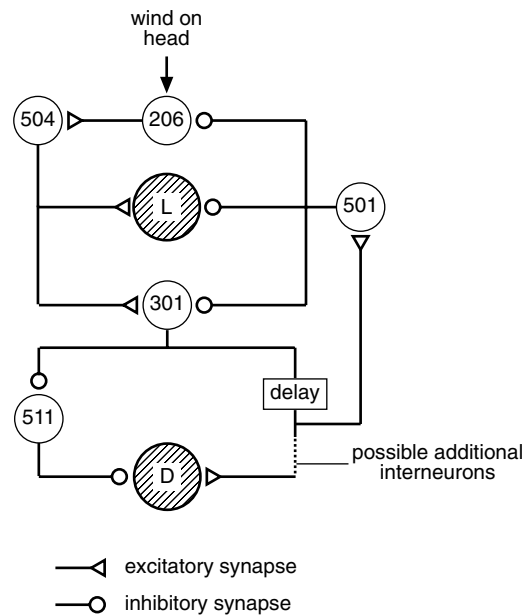 wind on
head
504
206
L
501
301
delay
511
possible additional
interneurons
D
excitatory synapse
inhibitory synapse